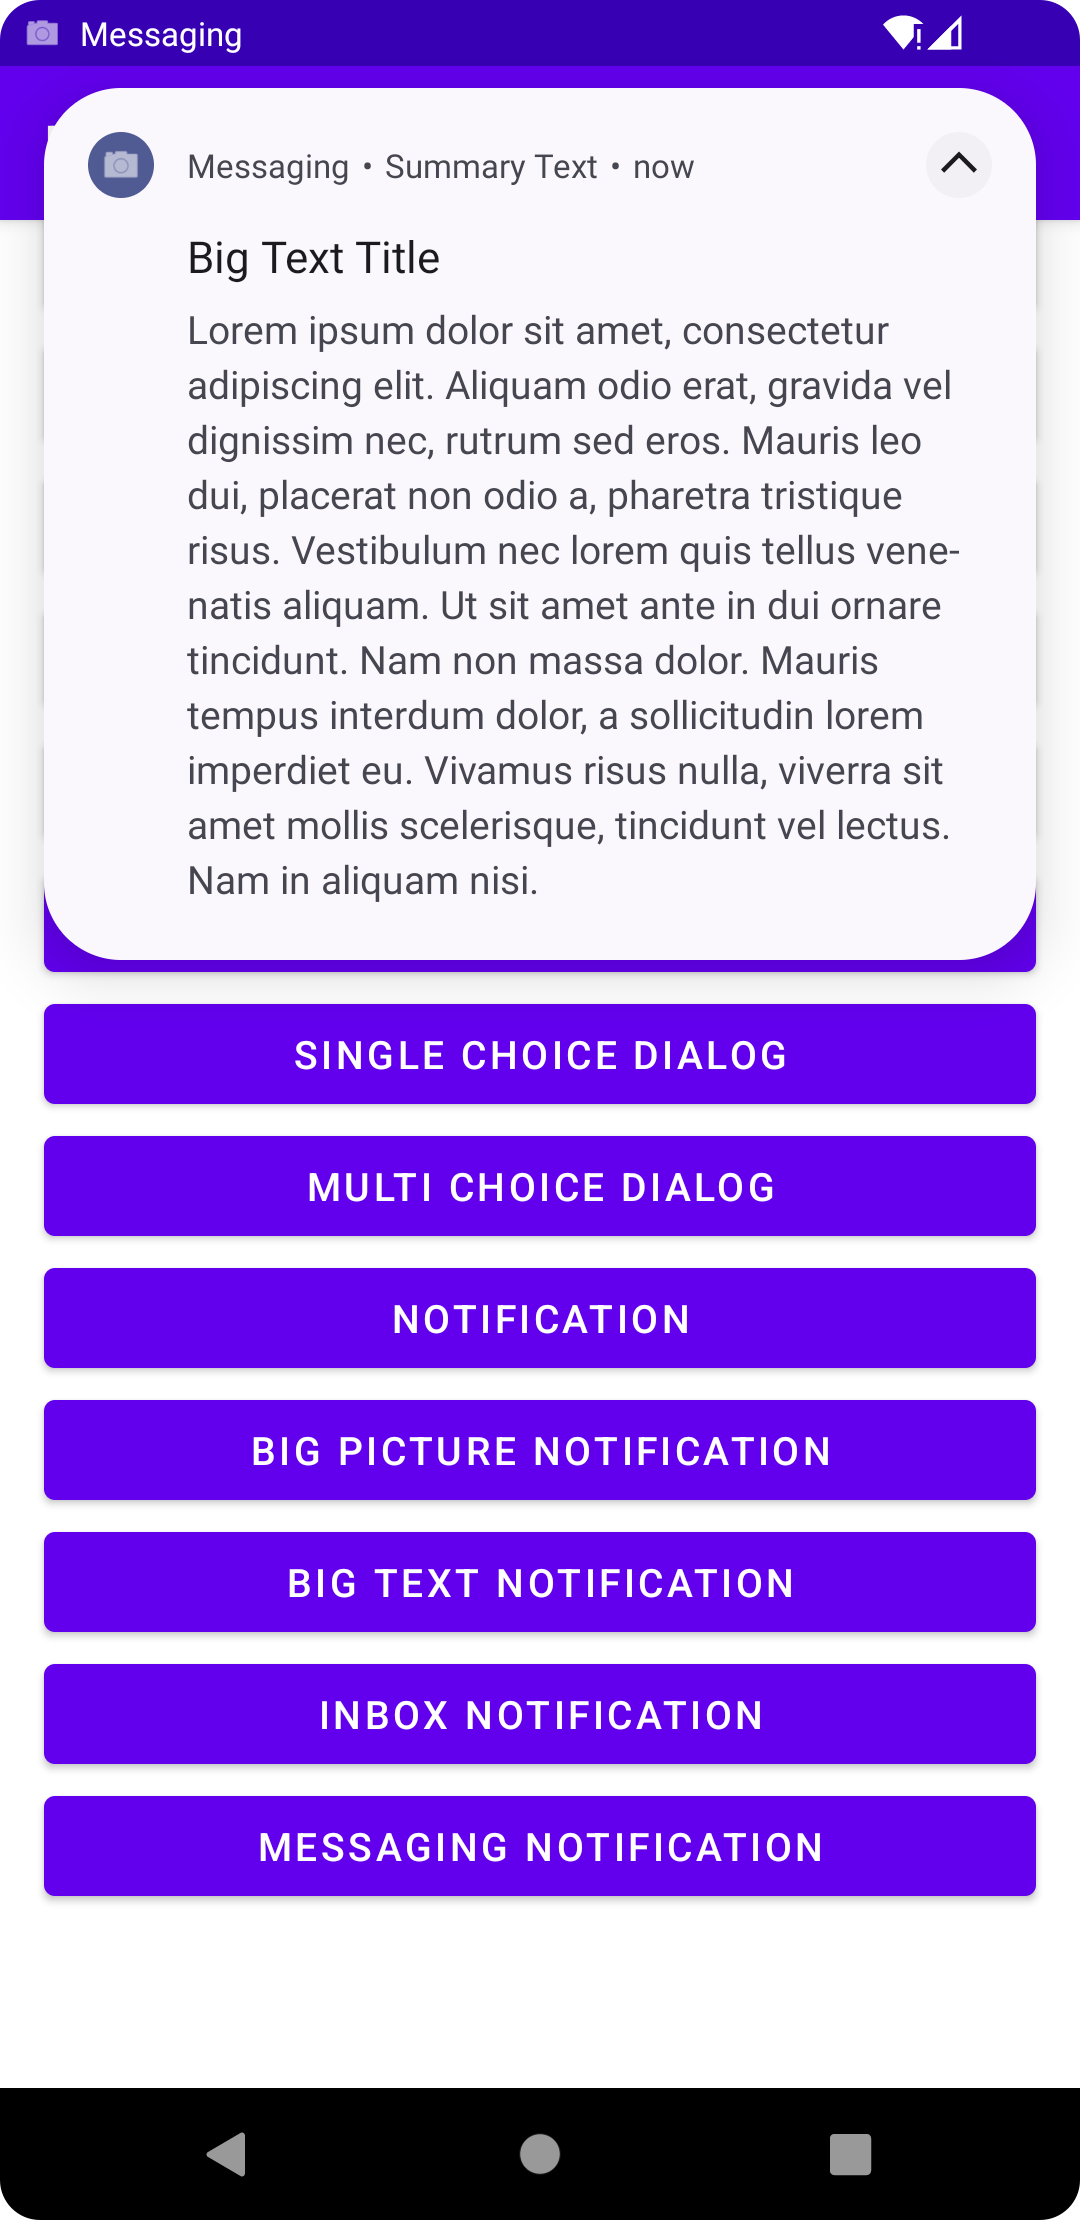 Messaging
Messaging • Summary Text • now
Big Text Title
Lorem ipsum dolor sit amet, consectetur
adipiscing elit. Aliquam odio erat, gravida vel
dignissim nec, rutrum sed eros. Mauris leo
dui, placerat non odio a, pharetra tristique
risus. Vestibulum nec lorem quis tellus vene-
natis aliquam. Ut sit amet ante in dui ornare
tincidunt. Nam non massa dolor. Mauris
tempus interdum dolor, a sollicitudin lorem
imperdiet eu. Vivamus risus nulla, viverra sit
amet mollis scelerisque, tincidunt vel lectus.
Nam in aliquam nisi.
SINGLE CHOICE DIALOG
MULTI CHOICE DIALOG
NOTIFICATION
BIG PICTURE NOTIFICATION
BIG TEXT NOTIFICATION
INBOX NOTIFICATION
MESSAGING NOTIFICATION